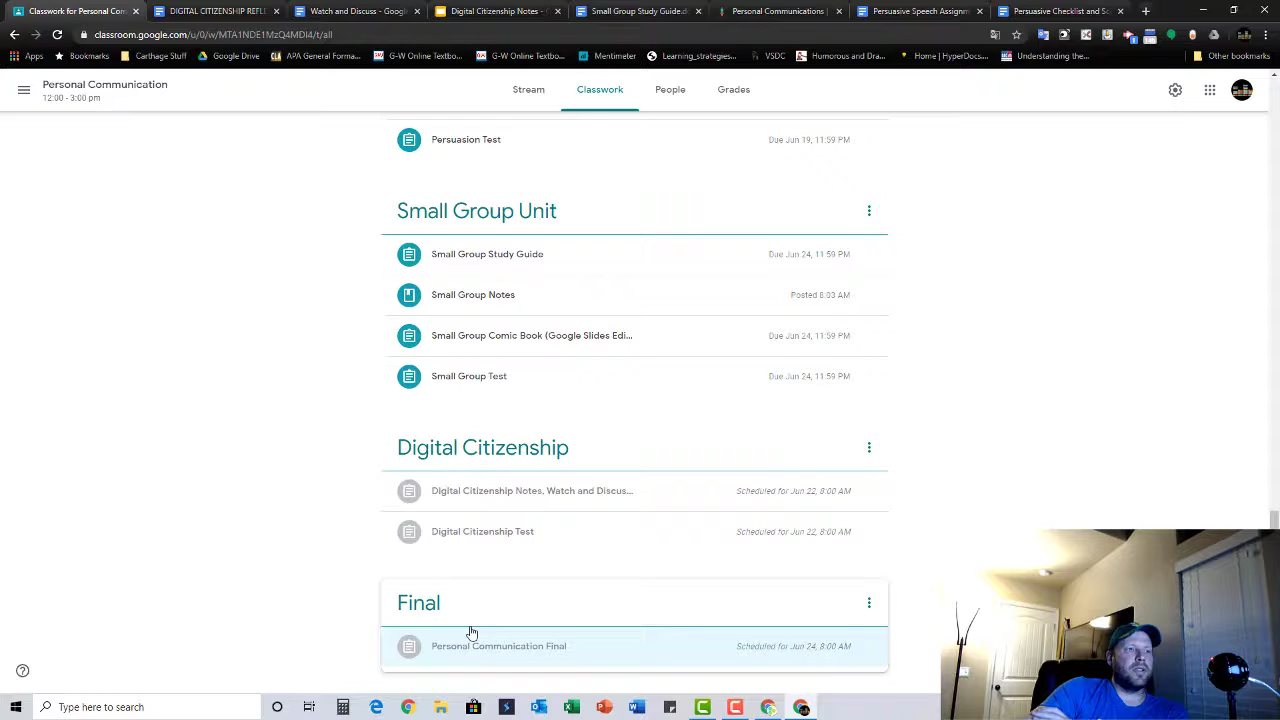 Classwork for Personal Com
DIGITAL CITIZENSHIP REFL
Watch and Discuss - Google
Digital Citizenship Notes -
Small Group Study Guide.do
Personal Communications
Persuasive Speech Assignm
Persuasive Checklist and Sc
classroom.google.com/u/0/w/MTA1NDE1MzQ4MDI4/t/all
Apps
Bookmarks
Carthage Stuff
Google Drive
APA General Forma...
G-W Online Textbo...
G-W Online Textbo...
Mentimeter
Learning_strategies...
VSDC
Humorous and Dra...
Home | HyperDocs...
Understanding the...
Other bookmarks
Personal Communication
12:00 - 3:00 pm
Stream
Classwork
People
Grades
Persuasion Test
Due Jun 19, 11:59 PM
Small Group Unit
Small Group Study Guide
Due Jun 24, 11:59 PM
Small Group Notes
Posted 8:03 AM
Small Group Comic Book (Google Slides Edi...
Due Jun 24, 11:59 PM
Small Group Test
Due Jun 24, 11:59 PM
Digital Citizenship
Digital Citizenship Notes, Watch and Discus...
Scheduled for Jun 22, 8:00 AM
Digital Citizenship Test
Scheduled for Jun 22, 8:00 AM
Final
Personal Communication Final
Scheduled for Jun 24, 8:00 AM
Type here to search